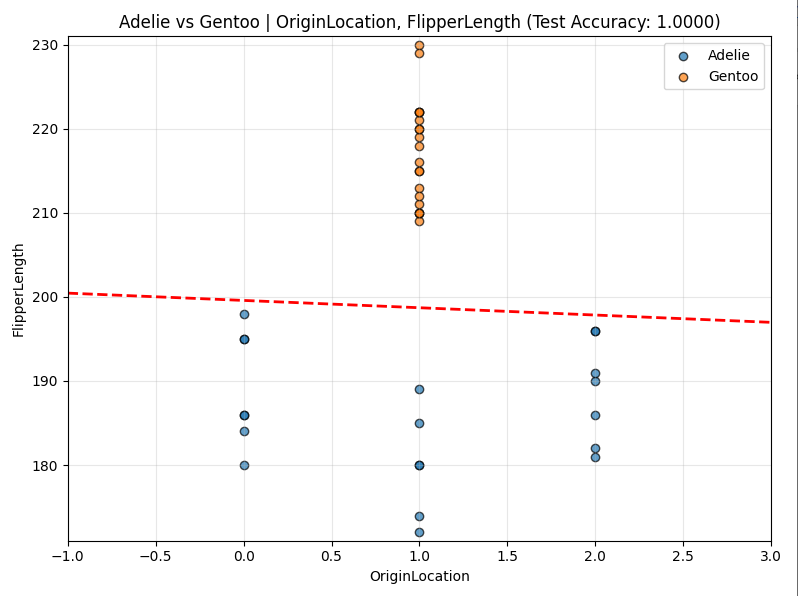 Adelie vs Gentoo | OriginLocation, FlipperLength (Test Accuracy: 1.0000)
Adelie
Gentoo
230
220
210
200
190
180
FlipperLength
−1.0 −0.5 0.0 0.5 1.0 1.5 2.0 2.5 3.0
OriginLocation